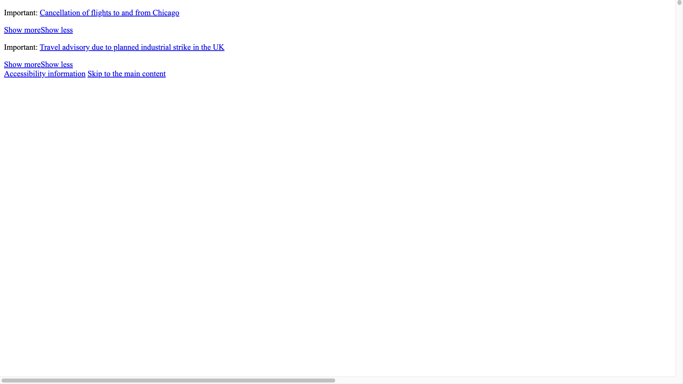 Important: Cancellation of flights to and from Chicago
Show moreShow less
Important: Travel advisory due to planned industrial strike in the UK
Show moreShow less
Accessibility information Skip to the main content